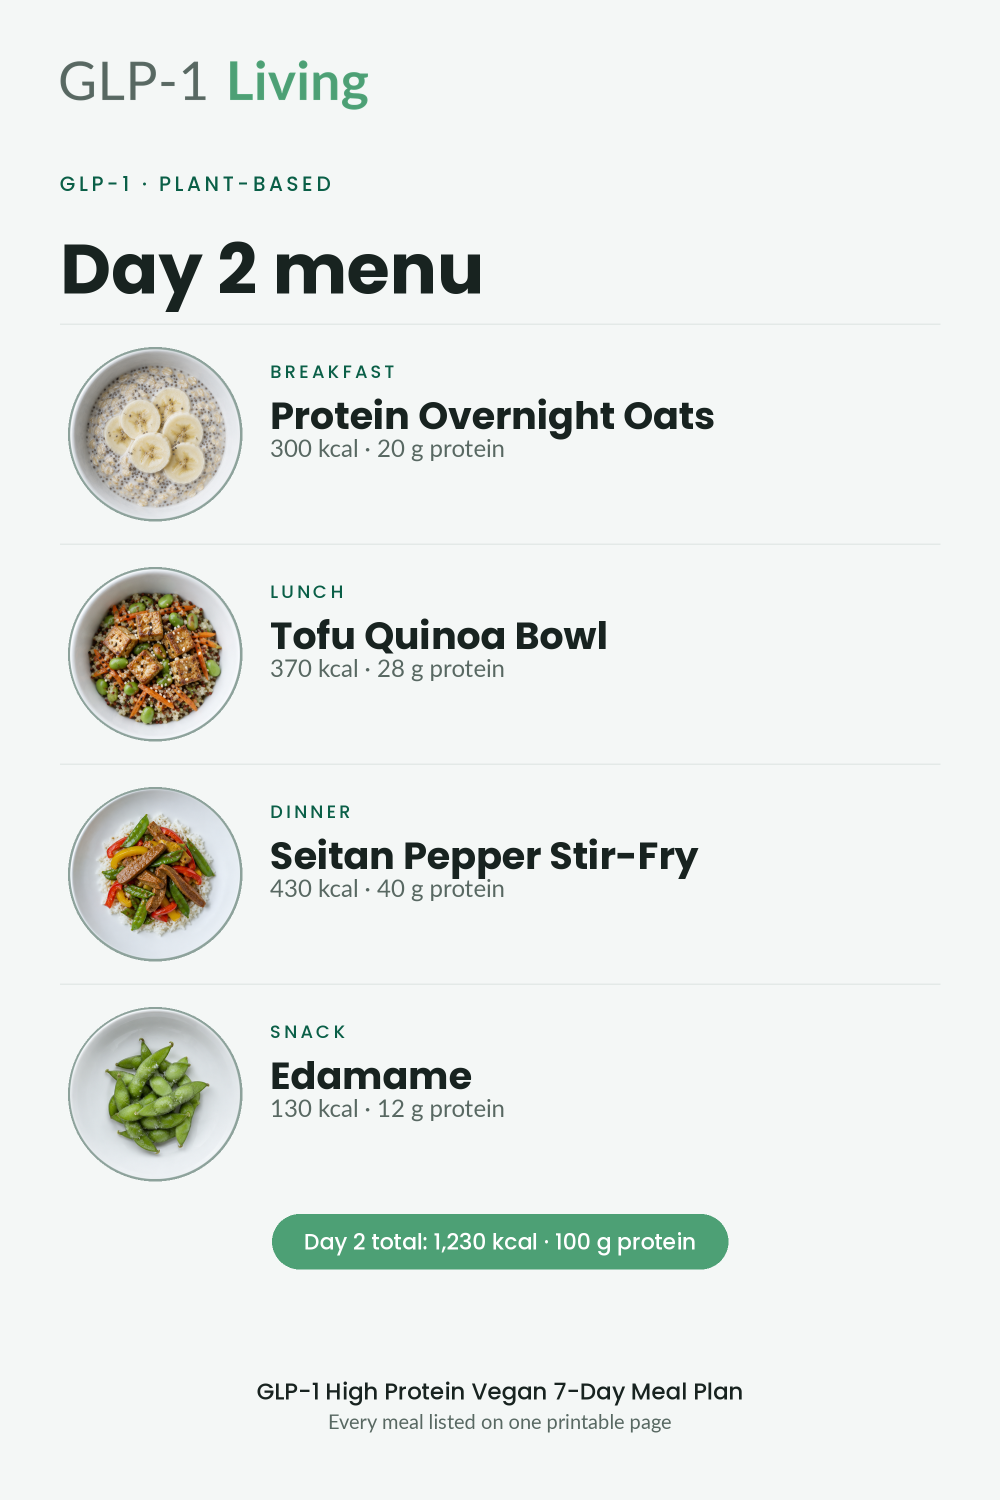 GLP-1 Living
GLP-1 · PLANT-BASED
Day 2 menu
BREAKFAST
Protein Overnight Oats
300 kcal · 20 g protein
LUNCH
Tofu Quinoa Bowl
370 kcal · 28 g protein
DINNER
Seitan Pepper Stir-Fry
430 kcal · 40 g protein
SNACK
Edamame
130 kcal · 12 g protein
Day 2 total: 1,230 kcal · 100 g protein
GLP-1 High Protein Vegan 7-Day Meal Plan
Every meal listed on one printable page